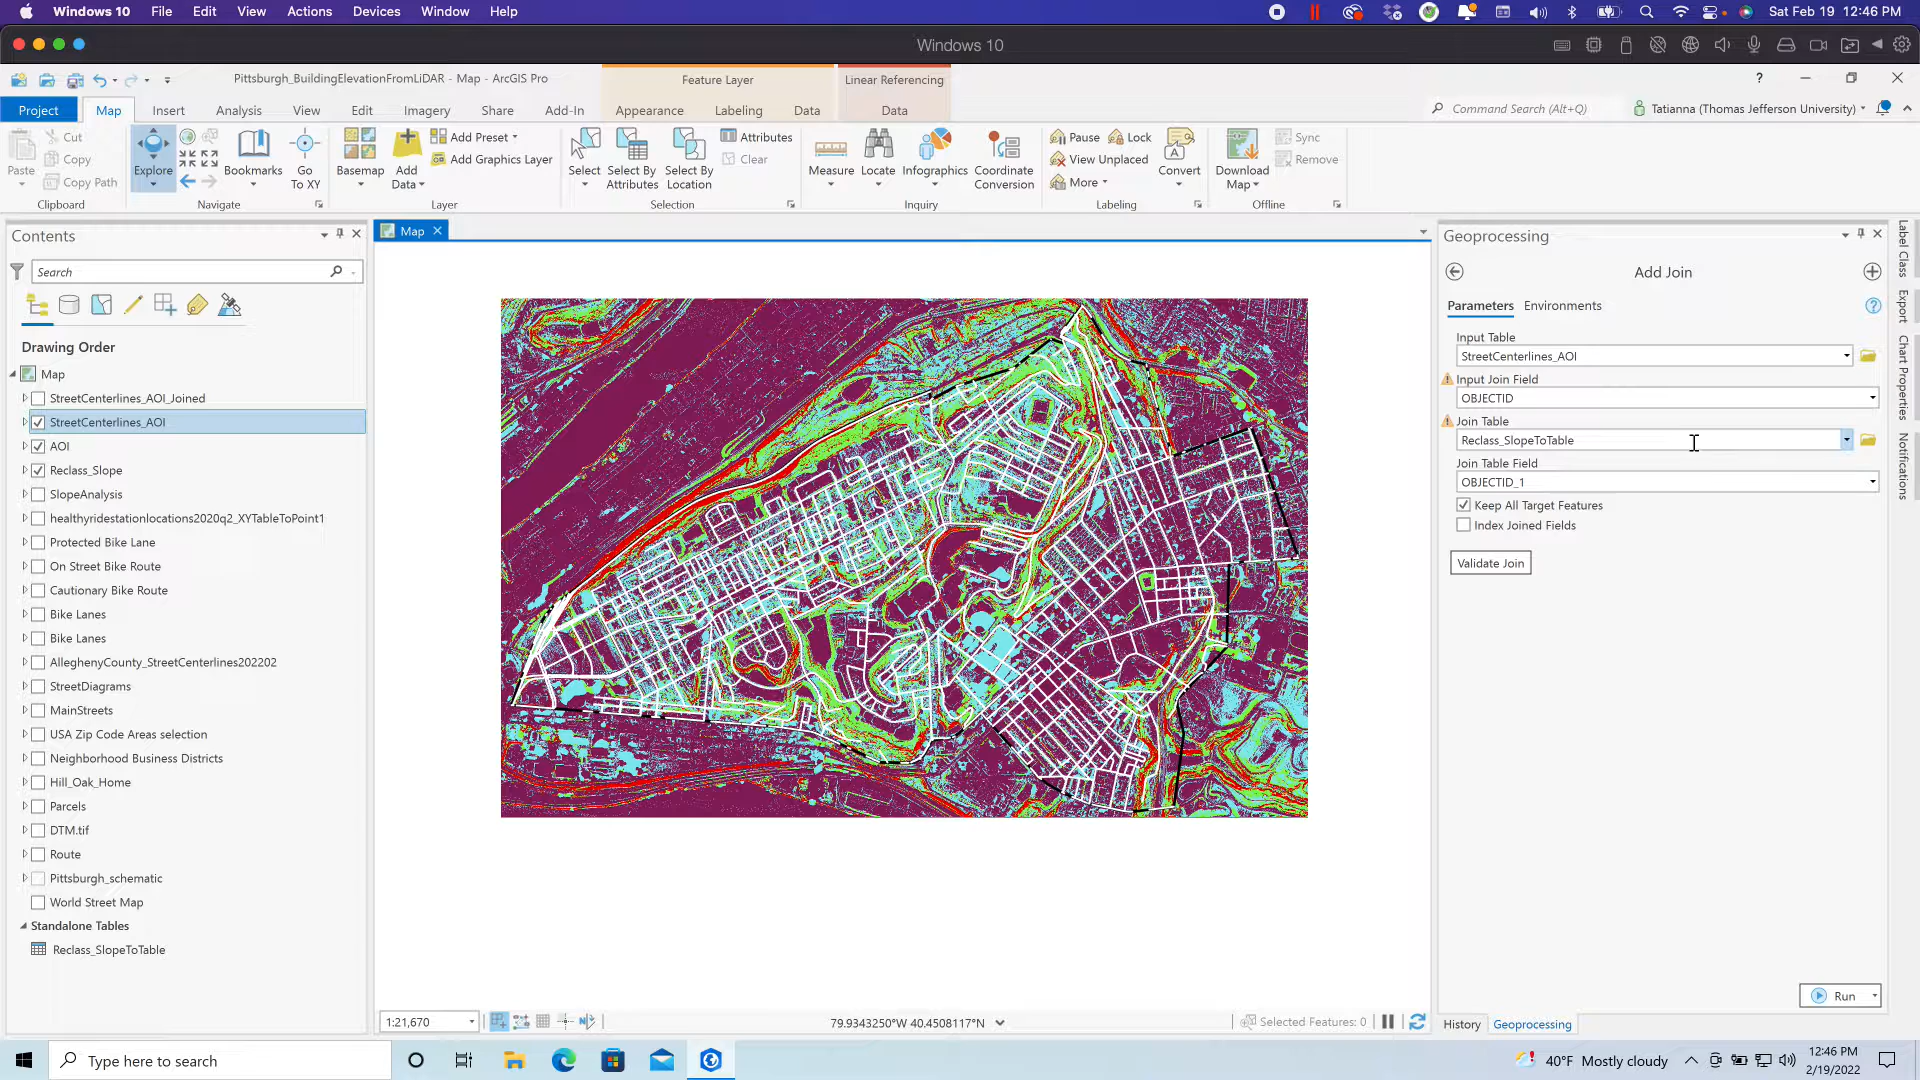 Windows 10 File Edit View Actions Devices Window Help Sat Feb 19 12:46 PM
Windows 10
Pittsburgh_BuildingElevationFromLiDAR - Map - ArcGIS Pro Feature Layer Linear Referencing ?
Project Map Insert Analysis View Edit Imagery Share Add-In Appearance Labeling Data Data Command Search (Alt+Q) Tatianna (Thomas Jefferson University)
Paste Cut Copy Copy Path
Explore Bookmarks Go To XY
Basemap Add Data Add Preset Add Graphics Layer
Select Select By Attributes Select By Location Attributes Clear
Measure Locate Infographics Coordinate Conversion
Pause Lock View Unplaced More Convert
Download Map Sync Remove
Clipboard Navigate Layer Selection Inquiry Labeling Offline
Contents
Search
Drawing Order
Map
StreetCenterlines_AOI_Joined
StreetCenterlines_AOI
AOI
Reclass_Slope
SlopeAnalysis
healthyridestationlocations2020q2_XYTableToPoint1
Protected Bike Lane
On Street Bike Route
Cautionary Bike Route
Bike Lanes
Bike Lanes
AlleghenyCounty_StreetCenterlines202202
StreetDiagrams
MainStreets
USA Zip Code Areas selection
Neighborhood Business Districts
Hill_Oak_Home
Parcels
DTM.tif
Route
Pittsburgh_schematic
World Street Map
Standalone Tables
Reclass_SlopeToTable
Map
1:21,670 79.9343250°W 40.4508117°N Selected Features: 0
Geoprocessing
Add Join
Parameters Environments ?
Input Table
StreetCenterlines_AOI
Input Join Field
OBJECTID
Join Table
Reclass_SlopeToTable
Join Table Field
OBJECTID_1
Keep All Target Features
Index Joined Fields
Validate Join
Run
History Geoprocessing
Label Class
Export
Chart Properties
Notifications
Type here to search
40°F Mostly cloudy
12:46 PM
2/19/2022